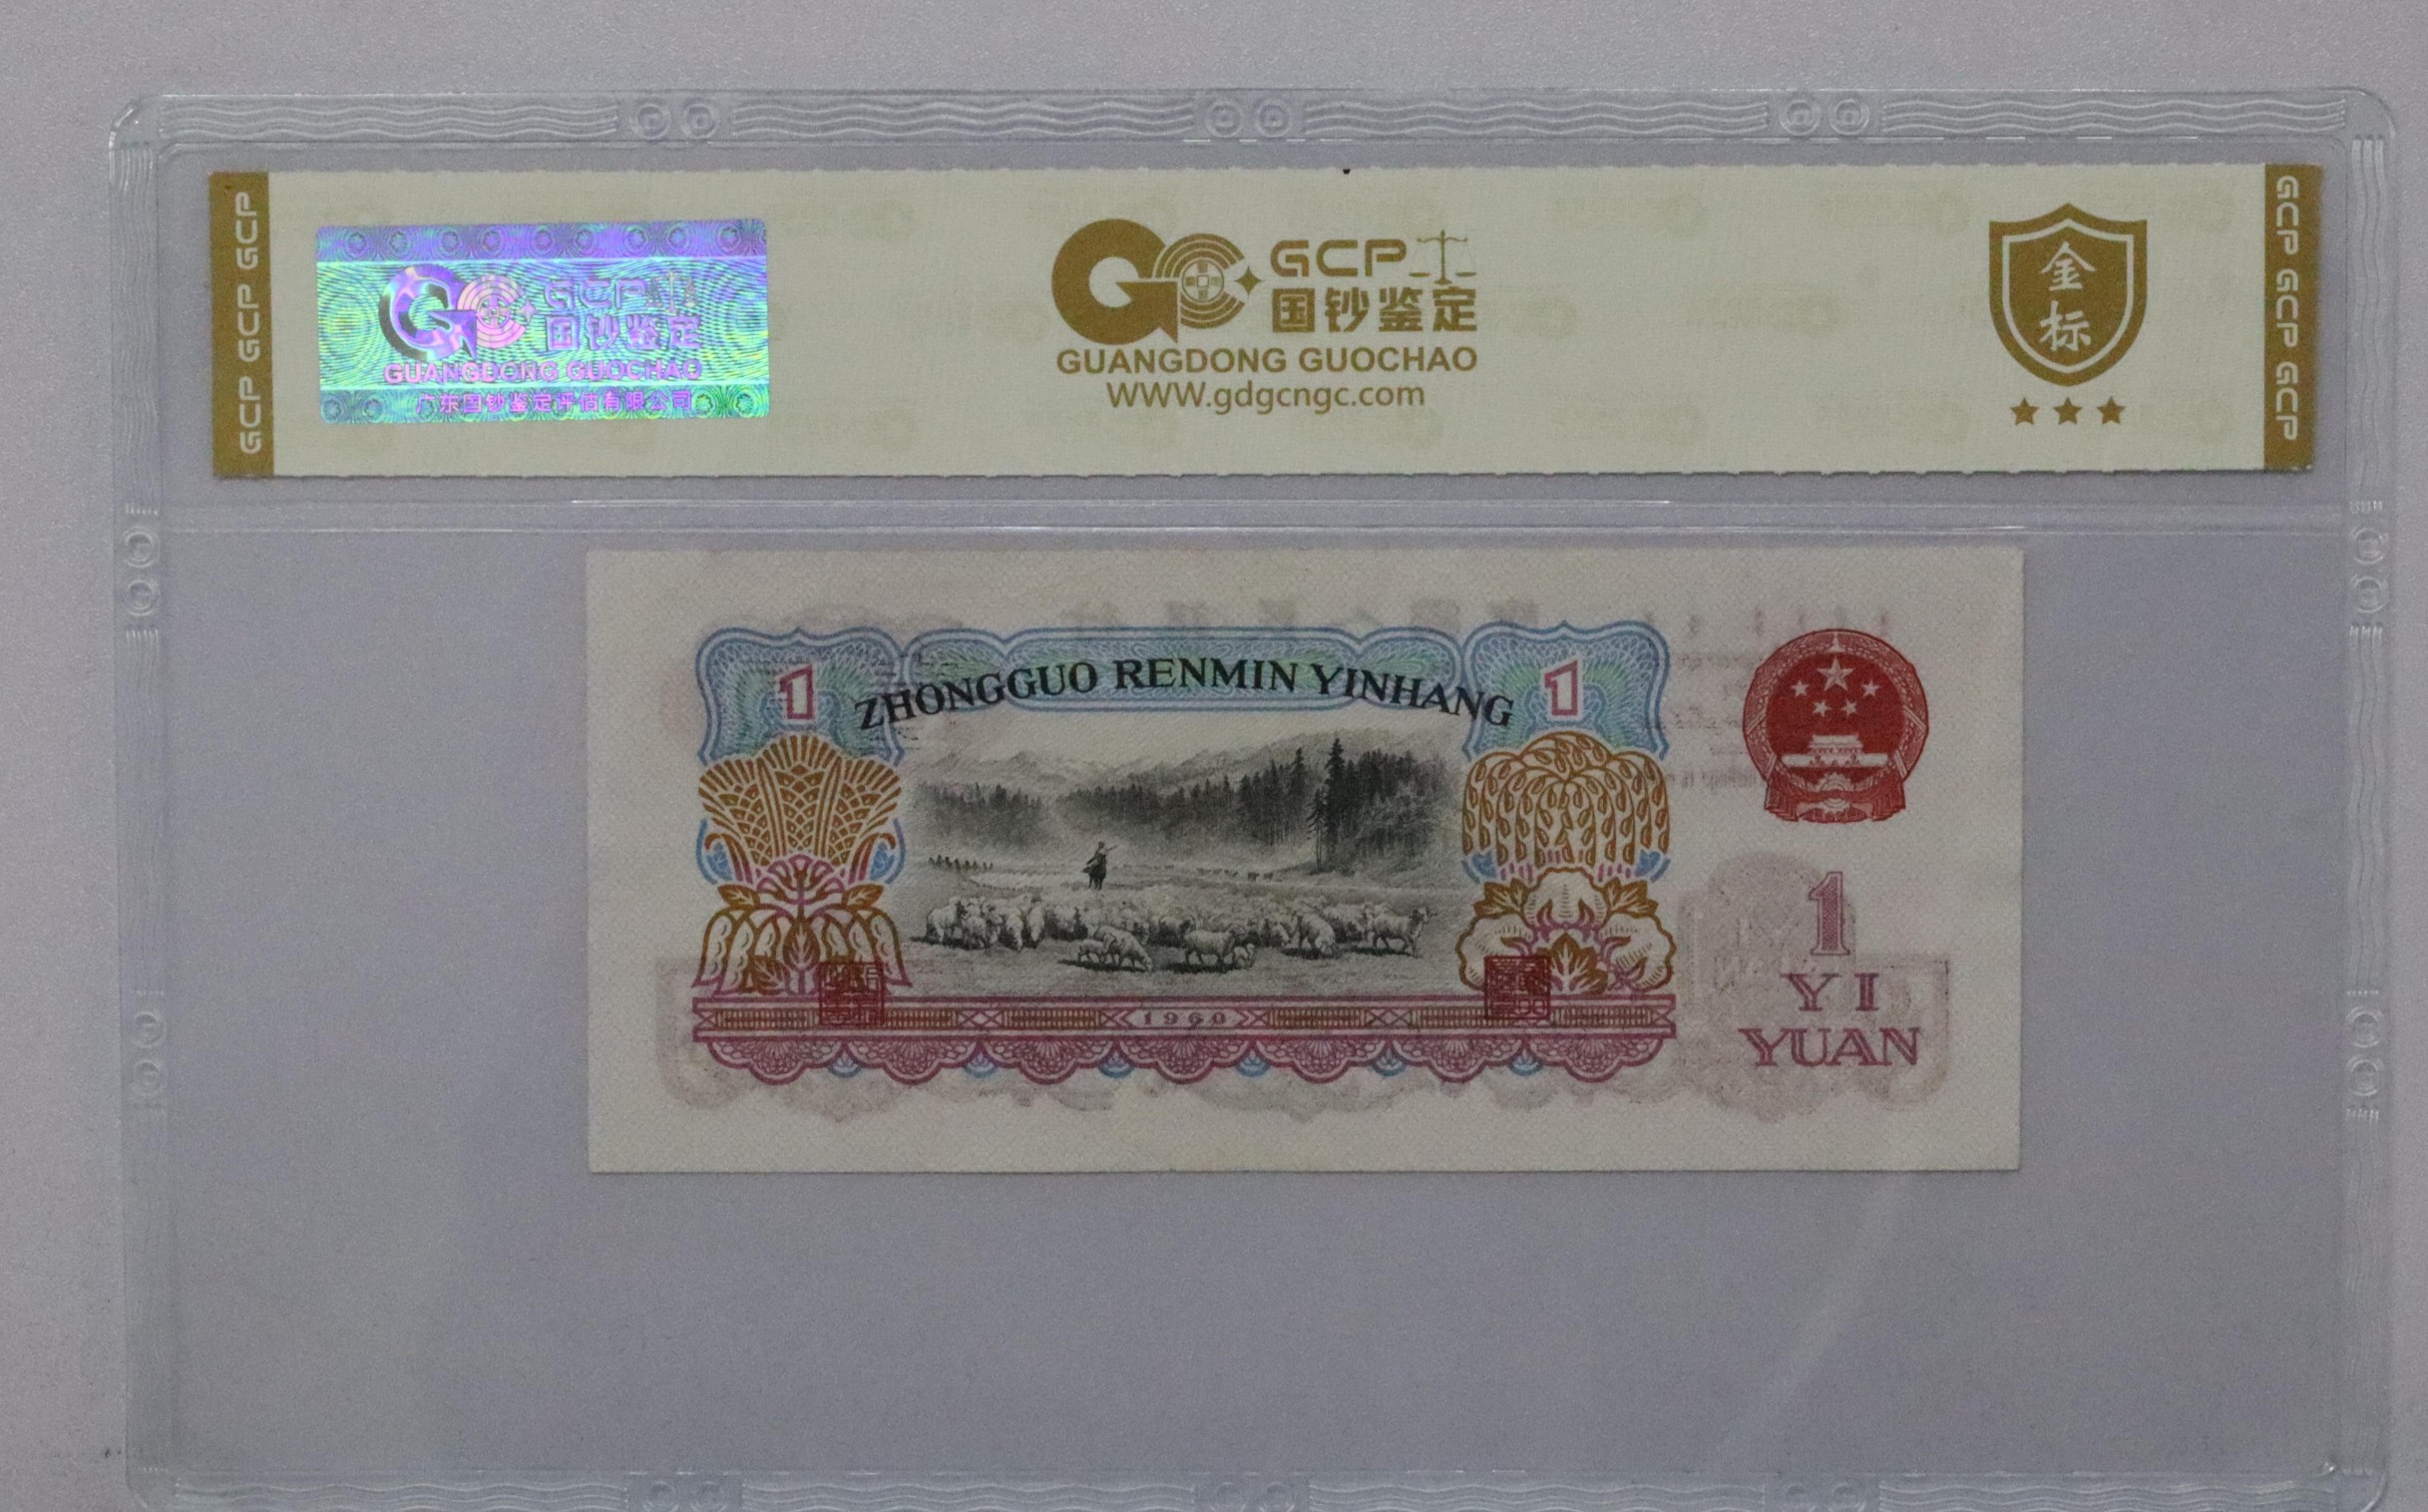 GCP GCP GCP
GCP
国钞鉴定
GUANGDONG GUOCHAO
广东国钞鉴定评估有限公司
GCP
国钞鉴定
GUANGDONG GUOCHAO
WWW.gdgcngc.com
金
标
GCP GCP GCP
1
ZHONGGUO RENMIN YINHANG
1
1
YI
YUAN
1960